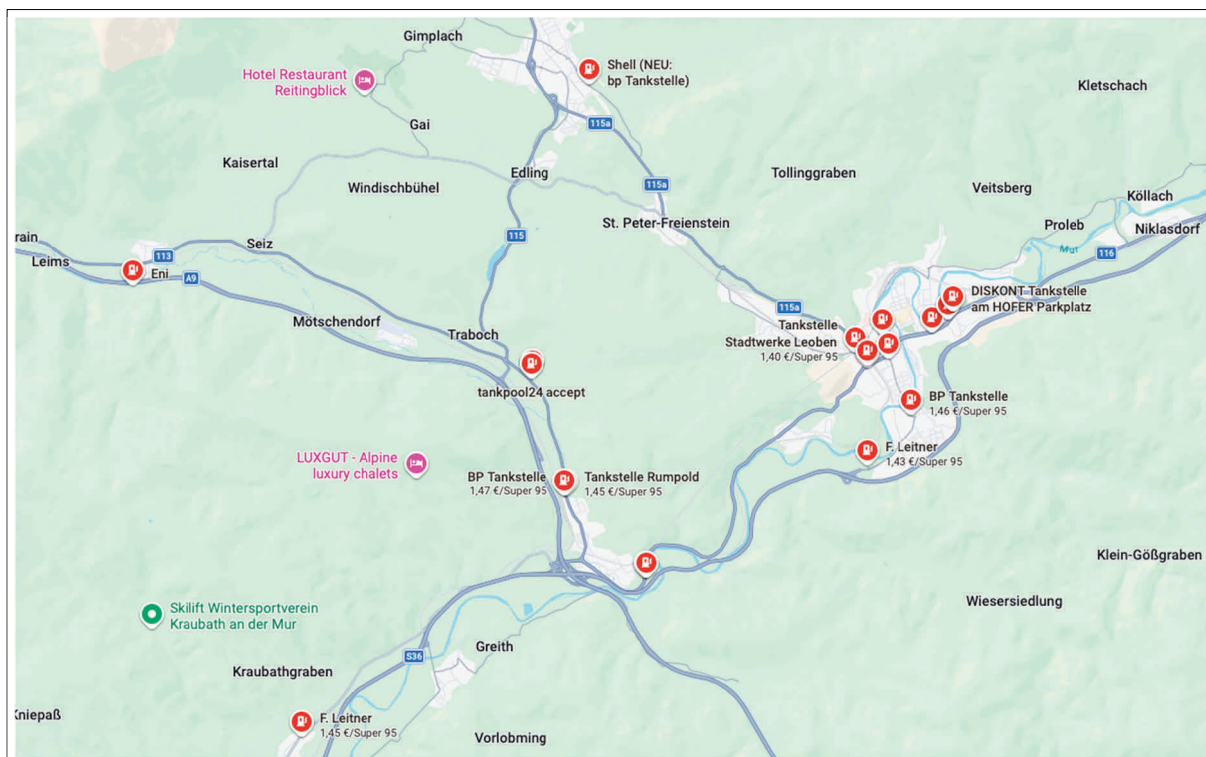 Gimplach
Shell (NEU:
bp Tankstelle)
Hotel Restaurant
Reitingblick
Kletschach
Gai
115a
Kaisertal
Edling
Tollinggraben
Windischbühel
115a
Veitsberg
Köllach
St. Peter-Freienstein
Proleb
Niklasdorf
rain
Seiz
115
Mut
Leims
113
116
Eni
A9
DISKONT Tankstelle
am HOFER Parkplatz
115a
Mötschendorf
Traboch
Tankstelle
Stadtwerke Leoben
1,40 €/Super 95
tankpool24 accept
BP Tankstelle
1,46 €/Super 95
F. Leitner
1,43 €/Super 95
LUXGUT - Alpine
luxury chalets
BP Tankstelle
1,47 €/Super 95
Tankstelle Rumpold
1,45 €/Super 95
Klein-Gößgraben
Wiesersiedlung
Skilift Wintersportverein
Kraubath an der Mur
Greith
S36
Kraubathgraben
Kniepaß
F. Leitner
1,45 €/Super 95
Vorlobming